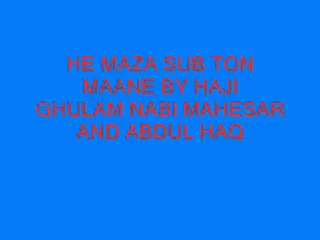 HE MAZA SUB TON
MAANE BY HAJI
GHULAM NABI MAHESAR
AND ABDUL HAQ